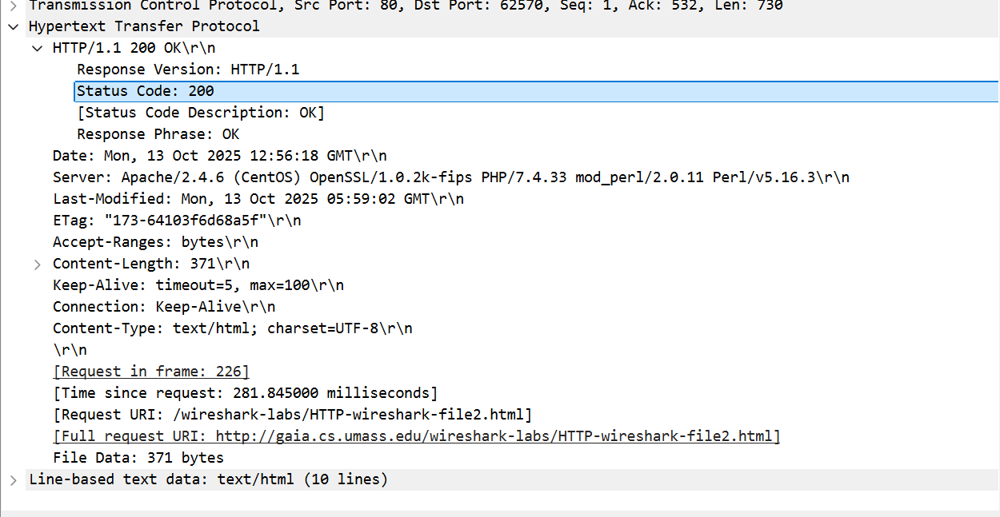 Transmission Control Protocol, Src Port: 80, Dst Port: 62570, Seq: 1, Ack: 532, Len: 730
Hypertext Transfer Protocol
HTTP/1.1 200 OK\r\n
Response Version: HTTP/1.1
Status Code: 200
[Status Code Description: OK]
Response Phrase: OK
Date: Mon, 13 Oct 2025 12:56:18 GMT\r\n
Server: Apache/2.4.6 (CentOS) OpenSSL/1.0.2k-fips PHP/7.4.33 mod_perl/2.0.11 Perl/v5.16.3\r\n
Last-Modified: Mon, 13 Oct 2025 05:59:02 GMT\r\n
ETag: "173-64103f6d68a5f"\r\n
Accept-Ranges: bytes\r\n
Content-Length: 371\r\n
Keep-Alive: timeout=5, max=100\r\n
Connection: Keep-Alive\r\n
Content-Type: text/html; charset=UTF-8\r\n
\r\n
[Request in frame: 226]
[Time since request: 281.845000 milliseconds]
[Request URI: /wireshark-labs/HTTP-wireshark-file2.html]
[Full request URI: http://gaia.cs.umass.edu/wireshark-labs/HTTP-wireshark-file2.html]
File Data: 371 bytes
Line-based text data: text/html (10 lines)